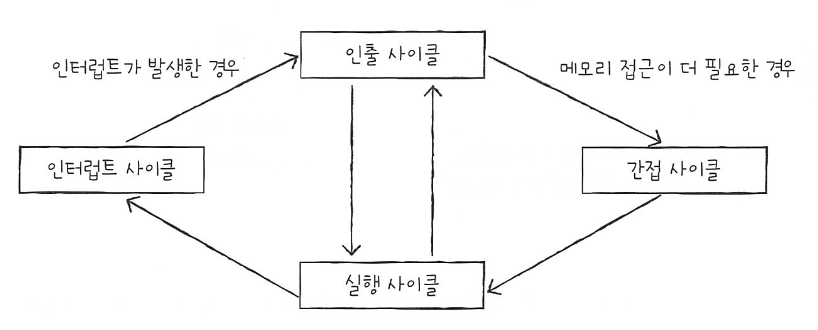 인출 사이클
인터럽트가 발생한 경우
메모리 접근이 더 필요한 경우
인터럽트 사이클
간접 사이클
실행 사이클